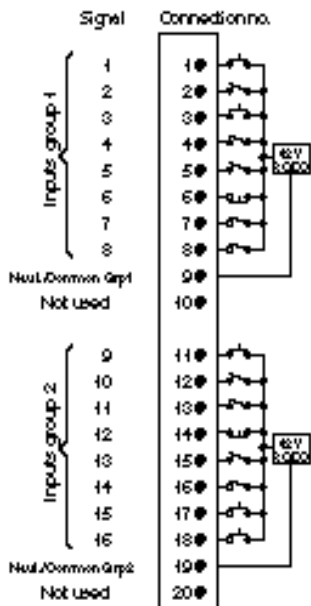 Signal Connection no.
Inputs group 1
1 1
2 2
3 3
4 4
5 5
6 6
7 7
8 8
Neut./Common Grp1 9
Not used 10
Inputs group 2
9 11
10 12
11 13
12 14
13 15
14 16
15 17
16 18
Neut./Common Grp2 19
Not used 20